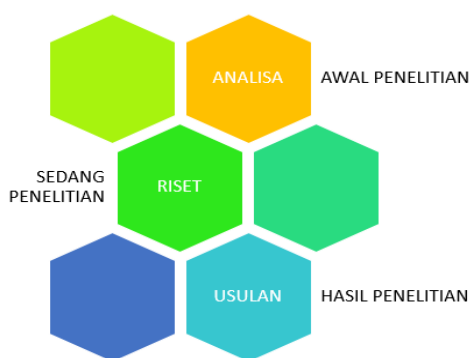 ANALISA
AWAL PENELITIAN
SEDANG
PENELITIAN
RISET
USULAN
HASIL PENELITIAN